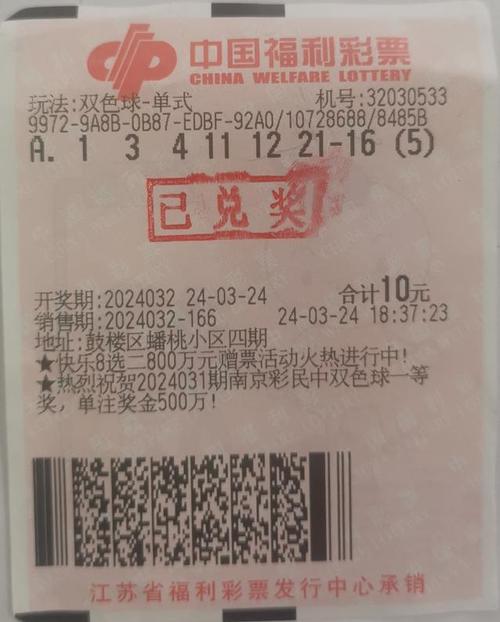 中国福利彩票
CHINA WELFARE LOTTERY
玩法:双色球-单式 机号:32030533
9972-9A8B-0B87-EDBF-92A0/10728688/8485B
A. 1 3 4 11 12 21-16 (5)
已兑奖
开奖期:2024032 24-03-24 合计10元
销售期:2024032-166 24-03-24 18:37:23
地址:鼓楼区蟠桃小区四期
★快乐8选二800万元赠票活动火热进行中!
★热烈祝贺2024031期南京彩民中双色球一等
奖，单注奖金500万!
江苏省福利彩票发行中心承销